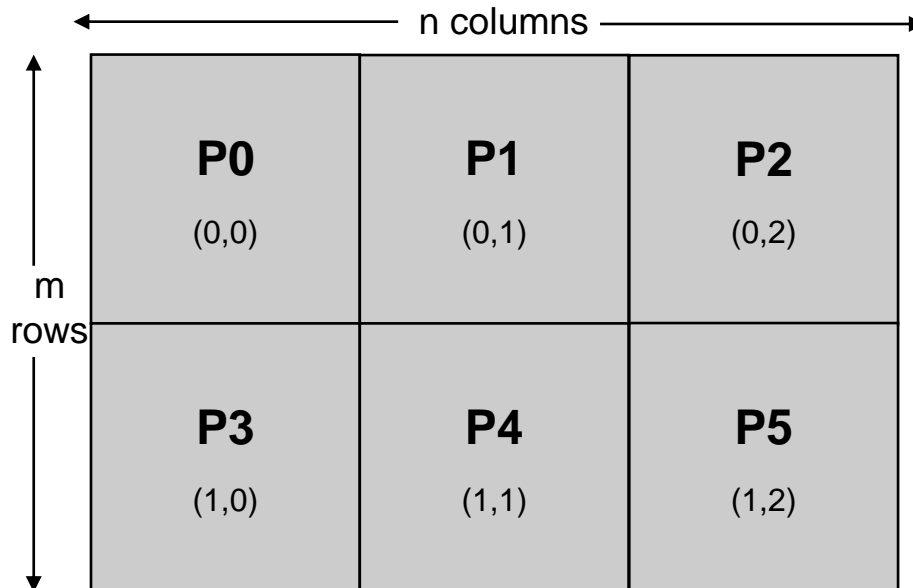 n columns
P0
P1
P2
(0,0)
(0,1)
(0,2)
m
rows
P3
P4
P5
(1,0)
(1,1)
(1,2)